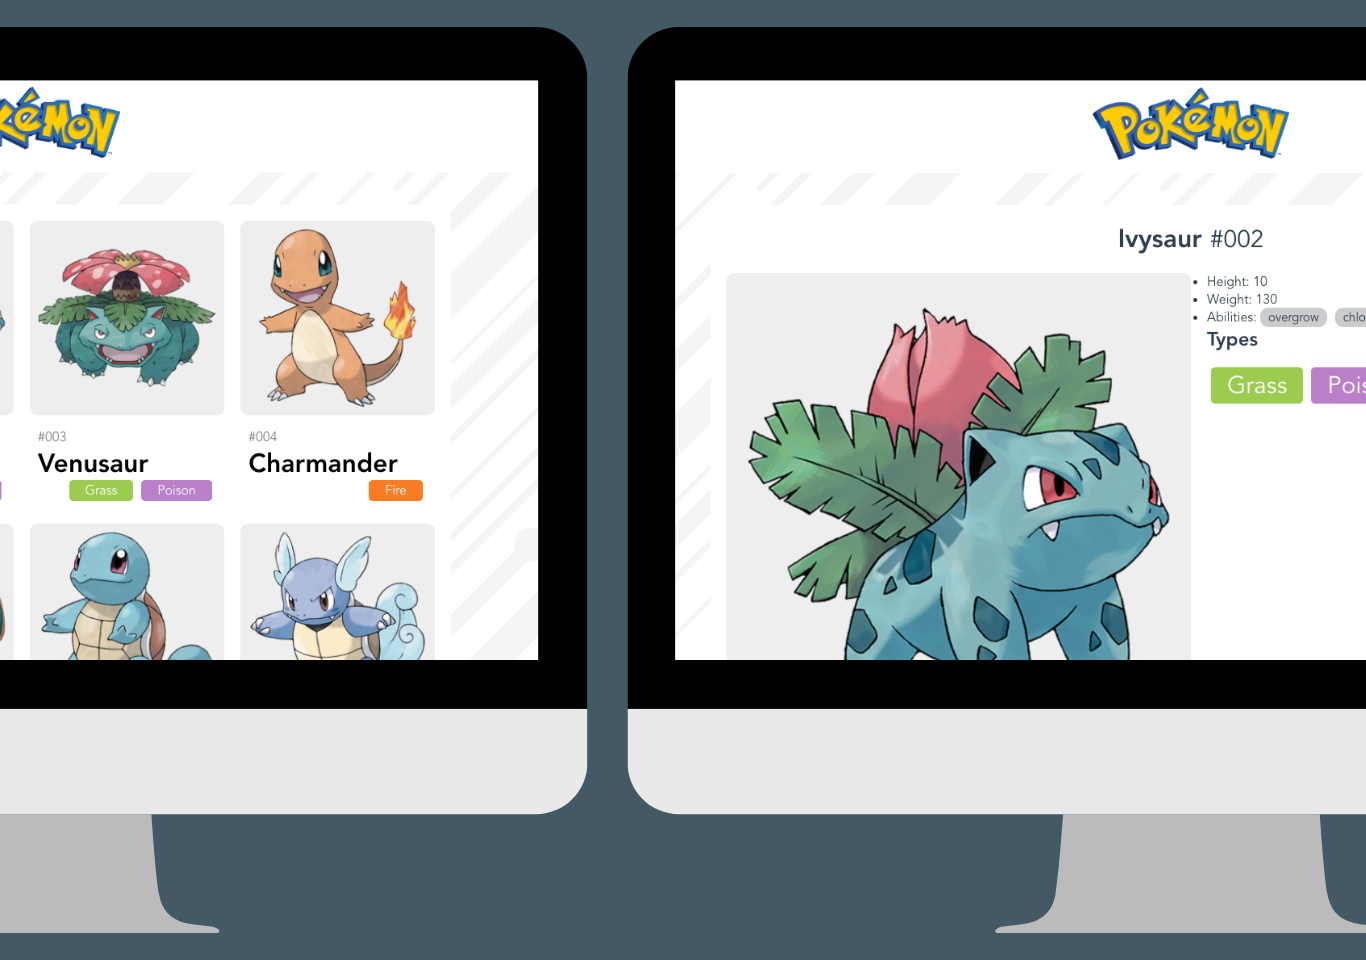 POKéMON
#003
Venusaur
Grass
Poison
#004
Charmander
Fire
POKéMON
Ivysaur #002
Height: 10
Weight: 130
Abilities: overgrow
Types
Grass